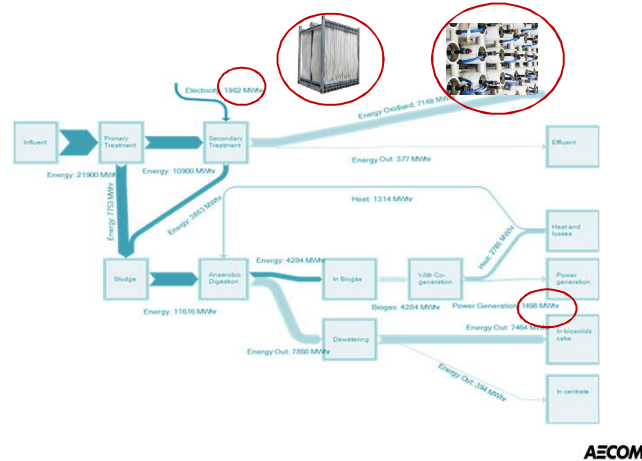 Electricity: 1962 MWhr
Energy Oxidised, 7148 MWhr
Influent
Primary Treatment
Secondary Treatment
Effluent
Energy: 21900 MWhr
Energy: 10900 MWhr
Energy Out: 377 MWhr
Energy: 7753 MWhr
Energy: 3863 MWhr
Heat: 1314 MWhr
Heat and losses
Heat: 2786 MWhr
Energy: 4284 MWhr
Sludge
Anaerobic Digestion
In Biogas
With Co-generation
Power generation
Energy: 11616 MWhr
Biogas: 4284 MWhr
Power Generation: 1498 MWhr
Energy Out: 7464 MWhr
Energy Out: 7858 MWhr
Dewatering
In biosolids cake
Energy Out, 394 MWhr
In centrate
AECOM